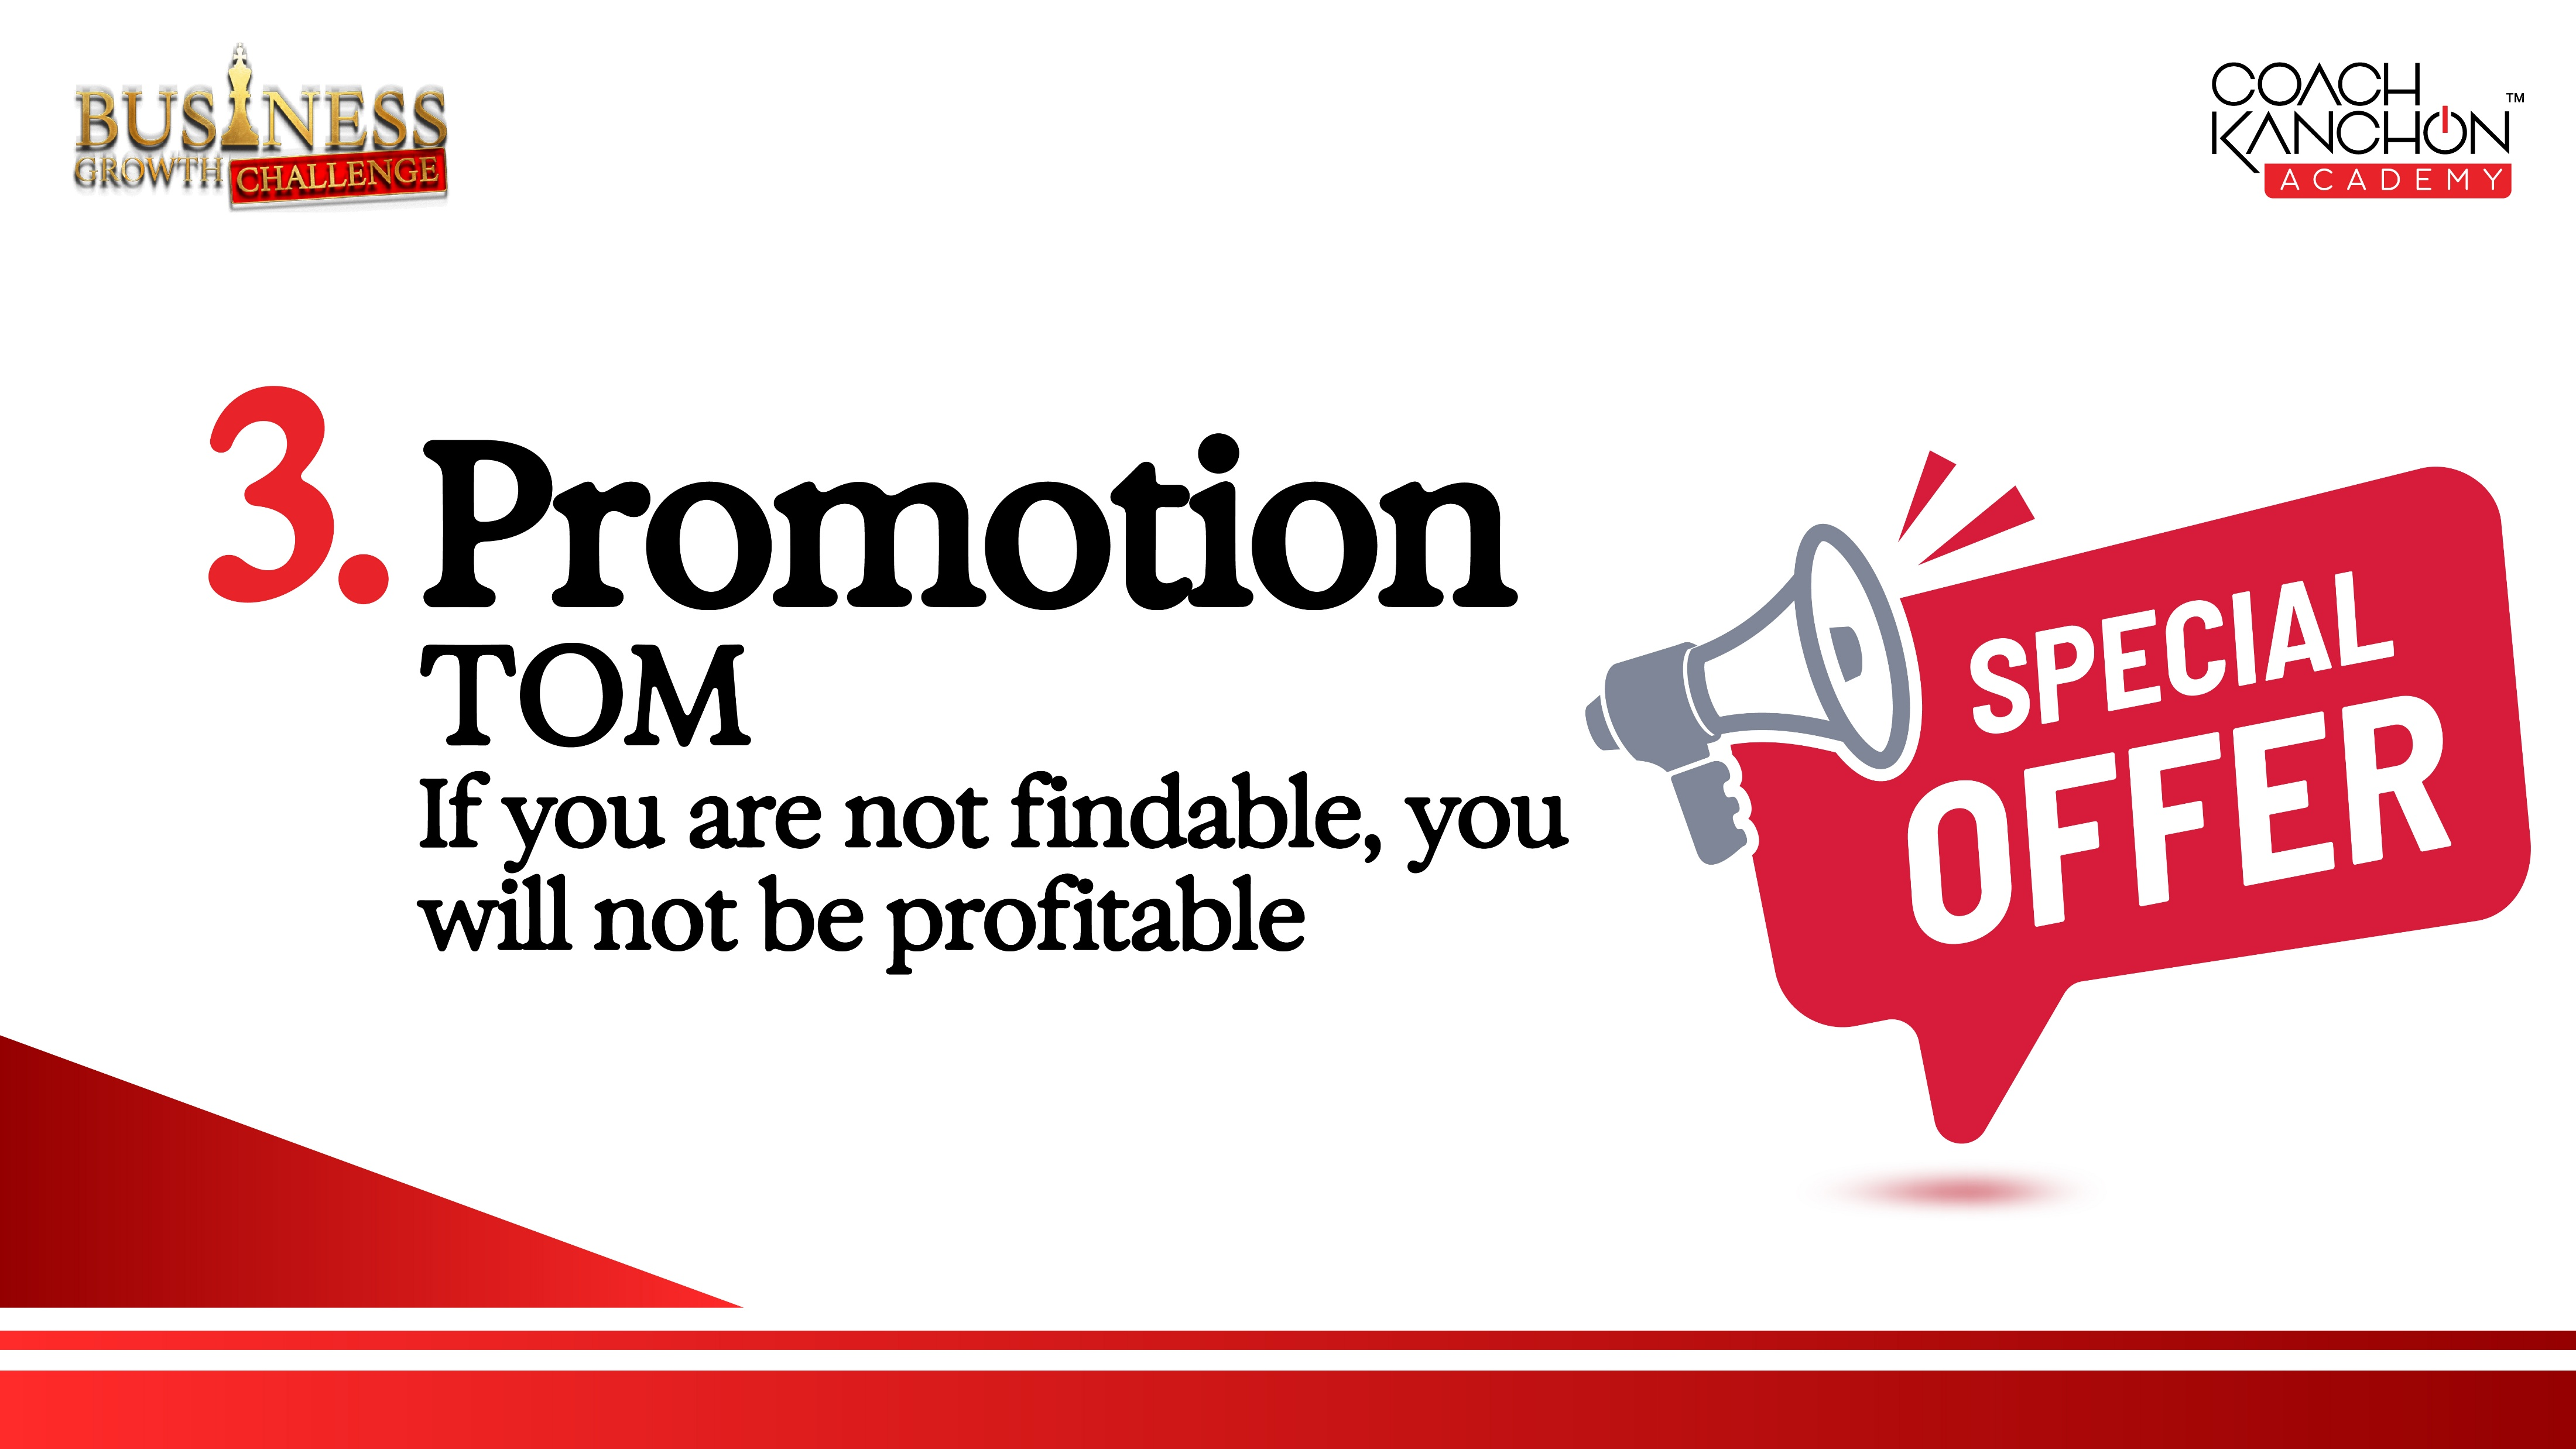 BUSINESS
GROWTH CHALLENGE
COACH
KANCHON™
ACADEMY
3. Promotion
TOM
If you are not findable, you
will not be profitable
SPECIAL
OFFER